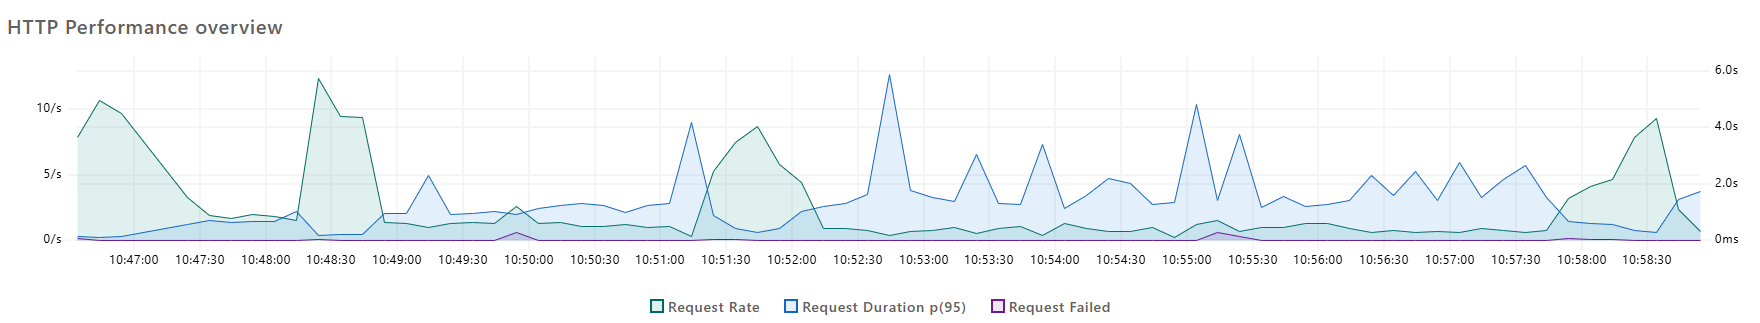 HTTP Performance overview
6.0s
10/s
4.0s
5/s
2.0s
0/s
0ms
10:47:00 10:47:30 10:48:00 10:48:30 10:49:00 10:49:30 10:50:00 10:50:30 10:51:00 10:51:30 10:52:00 10:52:30 10:53:00 10:53:30 10:54:00 10:54:30 10:55:00 10:55:30 10:56:00 10:56:30 10:57:00 10:57:30 10:58:00 10:58:30
Request Rate Request Duration p(95) Request Failed